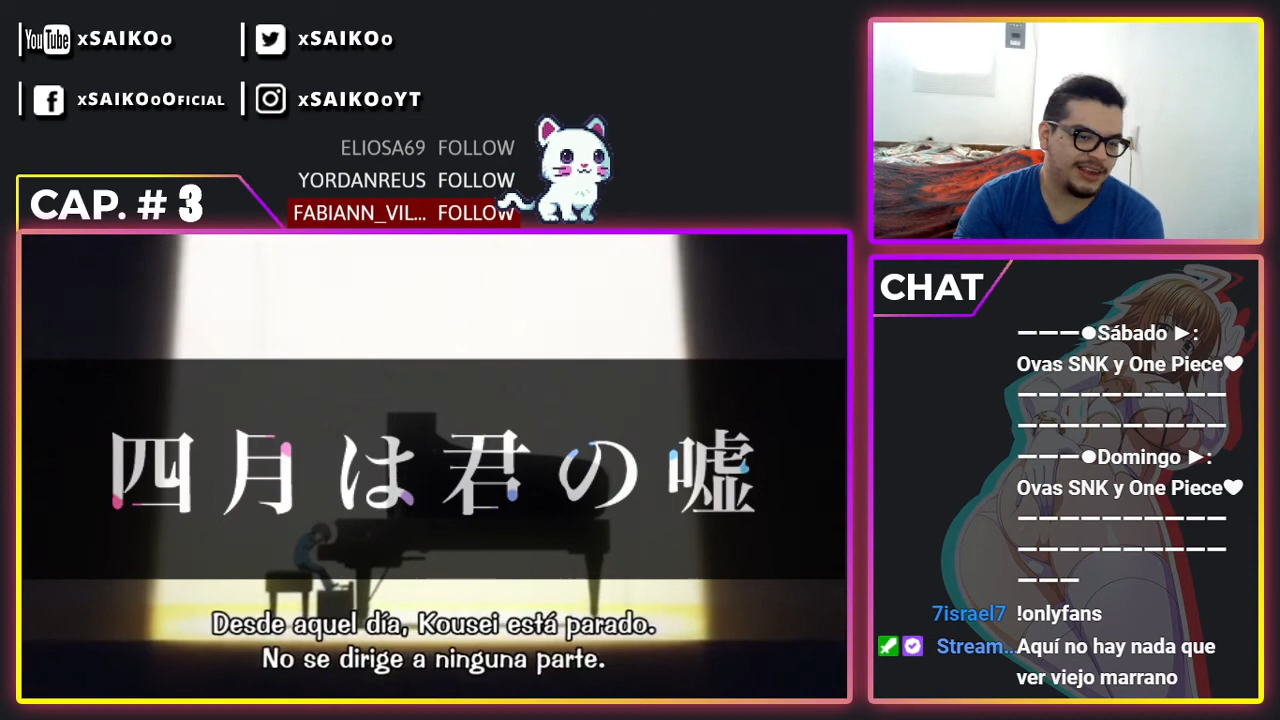 YouTube xSAIKOo
xSAIKOo
xSAIKOoOficial
xSAIKOoYT
ELIOSA69 FOLLOW
YORDANREUS FOLLOW
FABIANN_VIL... FOLLOW
CAP. # 3
四月は君の嘘
Desde aquel día, Kousei está parado.
No se dirige a ninguna parte.
CHAT
———●Sábado ►:
Ovas SNK y One Piece♥
——————————
——————————
———●Domingo ►:
Ovas SNK y One Piece♥
——————————
——————————
———
7israel7 !onlyfans
Stream... Aquí no hay nada que
ver viejo marrano